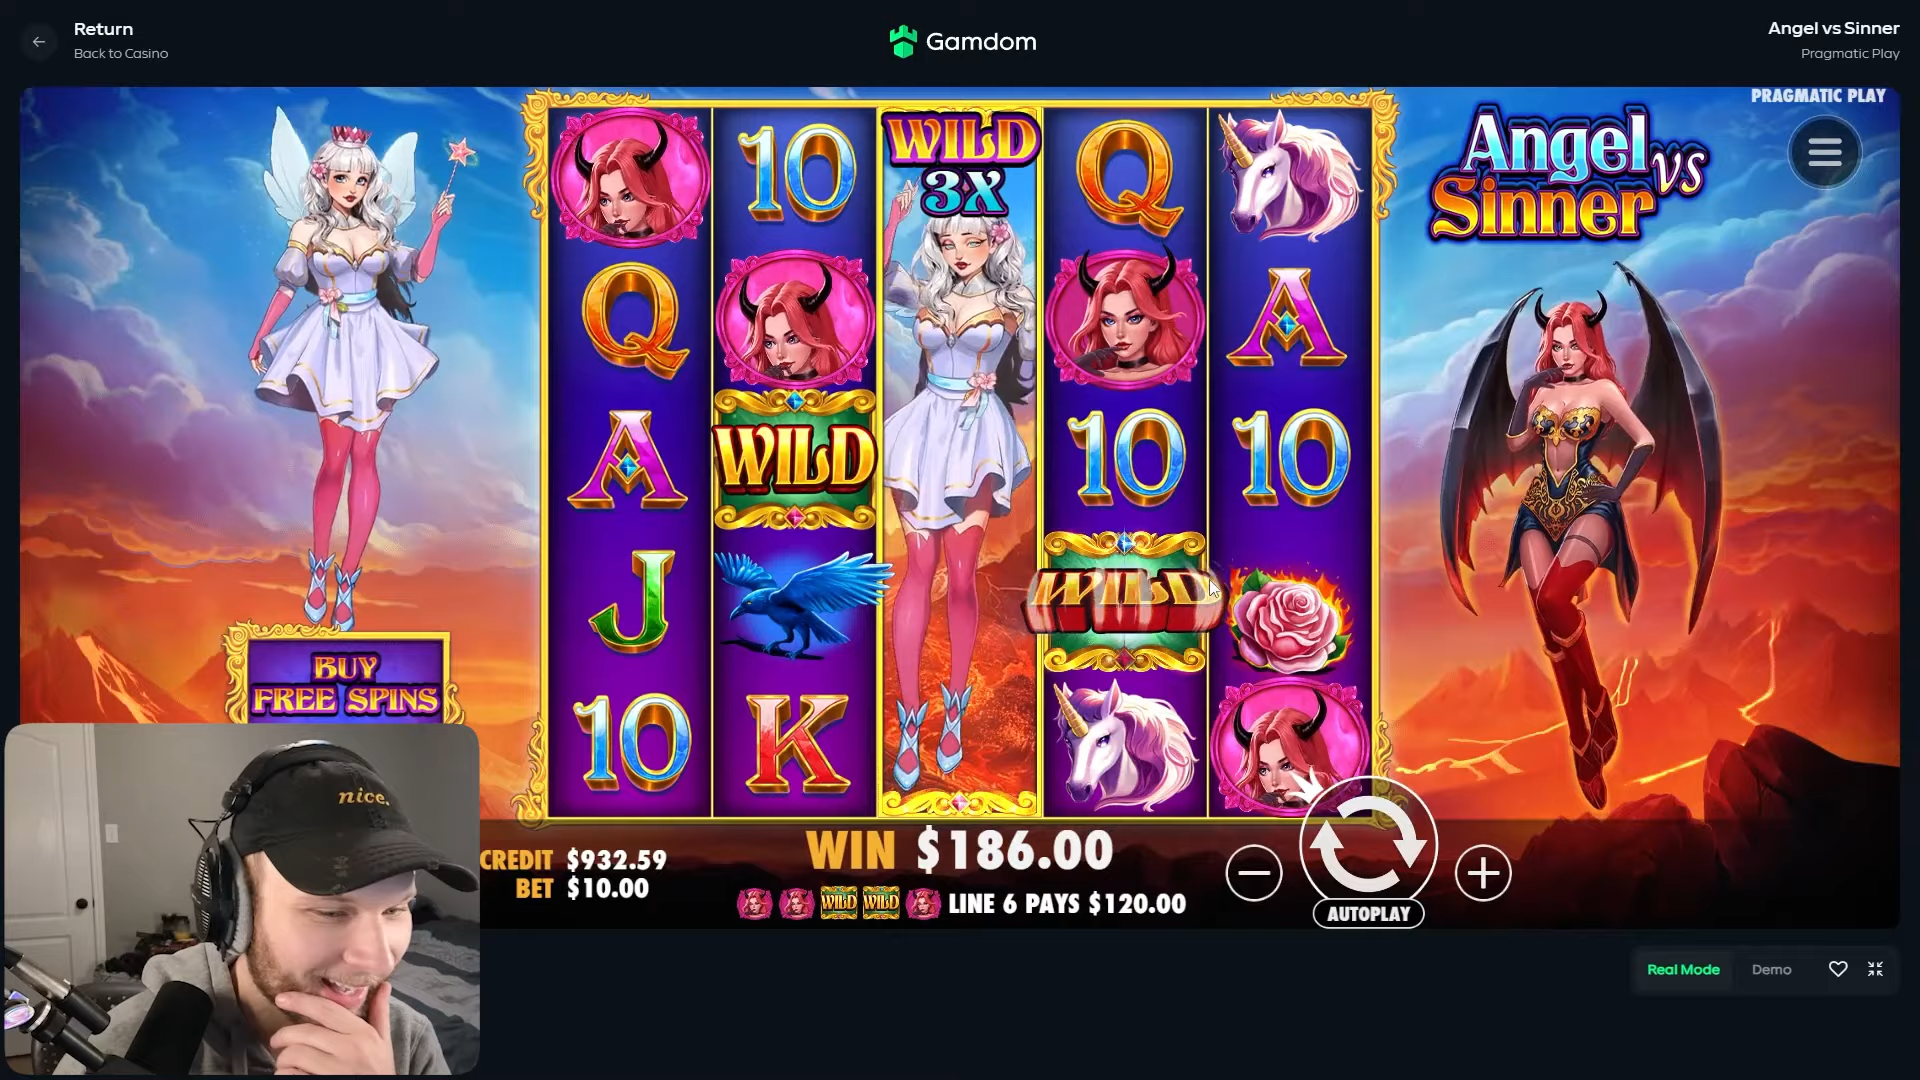 Return
Back to Casino
Gamdom
Angel vs Sinner
Pragmatic Play
PRAGMATIC PLAY
Angel vs
Sinner
10
WILD
3X
Q
Q
A
A
WILD
10
10
J
WILD
10
K
BUY
FREE SPINS
nice.
CREDIT $932.59
BET $10.00
WIN $186.00
WILD WILD LINE 6 PAYS $120.00
AUTOPLAY
Real Mode
Demo